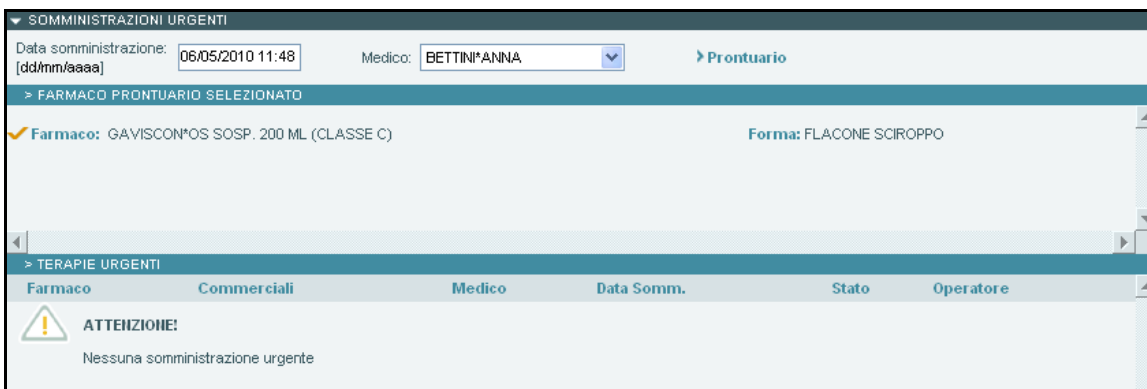 SOMMINISTRAZIONI URGENTI
Data somministrazione: 06/05/2010 11:48 Medico: BETTINI*ANNA Prontuario
[dd/mm/aaaa]
> FARMACO PRONTUARIO SELEZIONATO
Farmaco: GAVISCON*OS SOSP. 200 ML (CLASSE C) Forma: FLACONE SCIROPPO
> TERAPIE URGENTI
Farmaco Commerciali Medico Data Somm. Stato Operatore
ATTENZIONE!
Nessuna somministrazione urgente